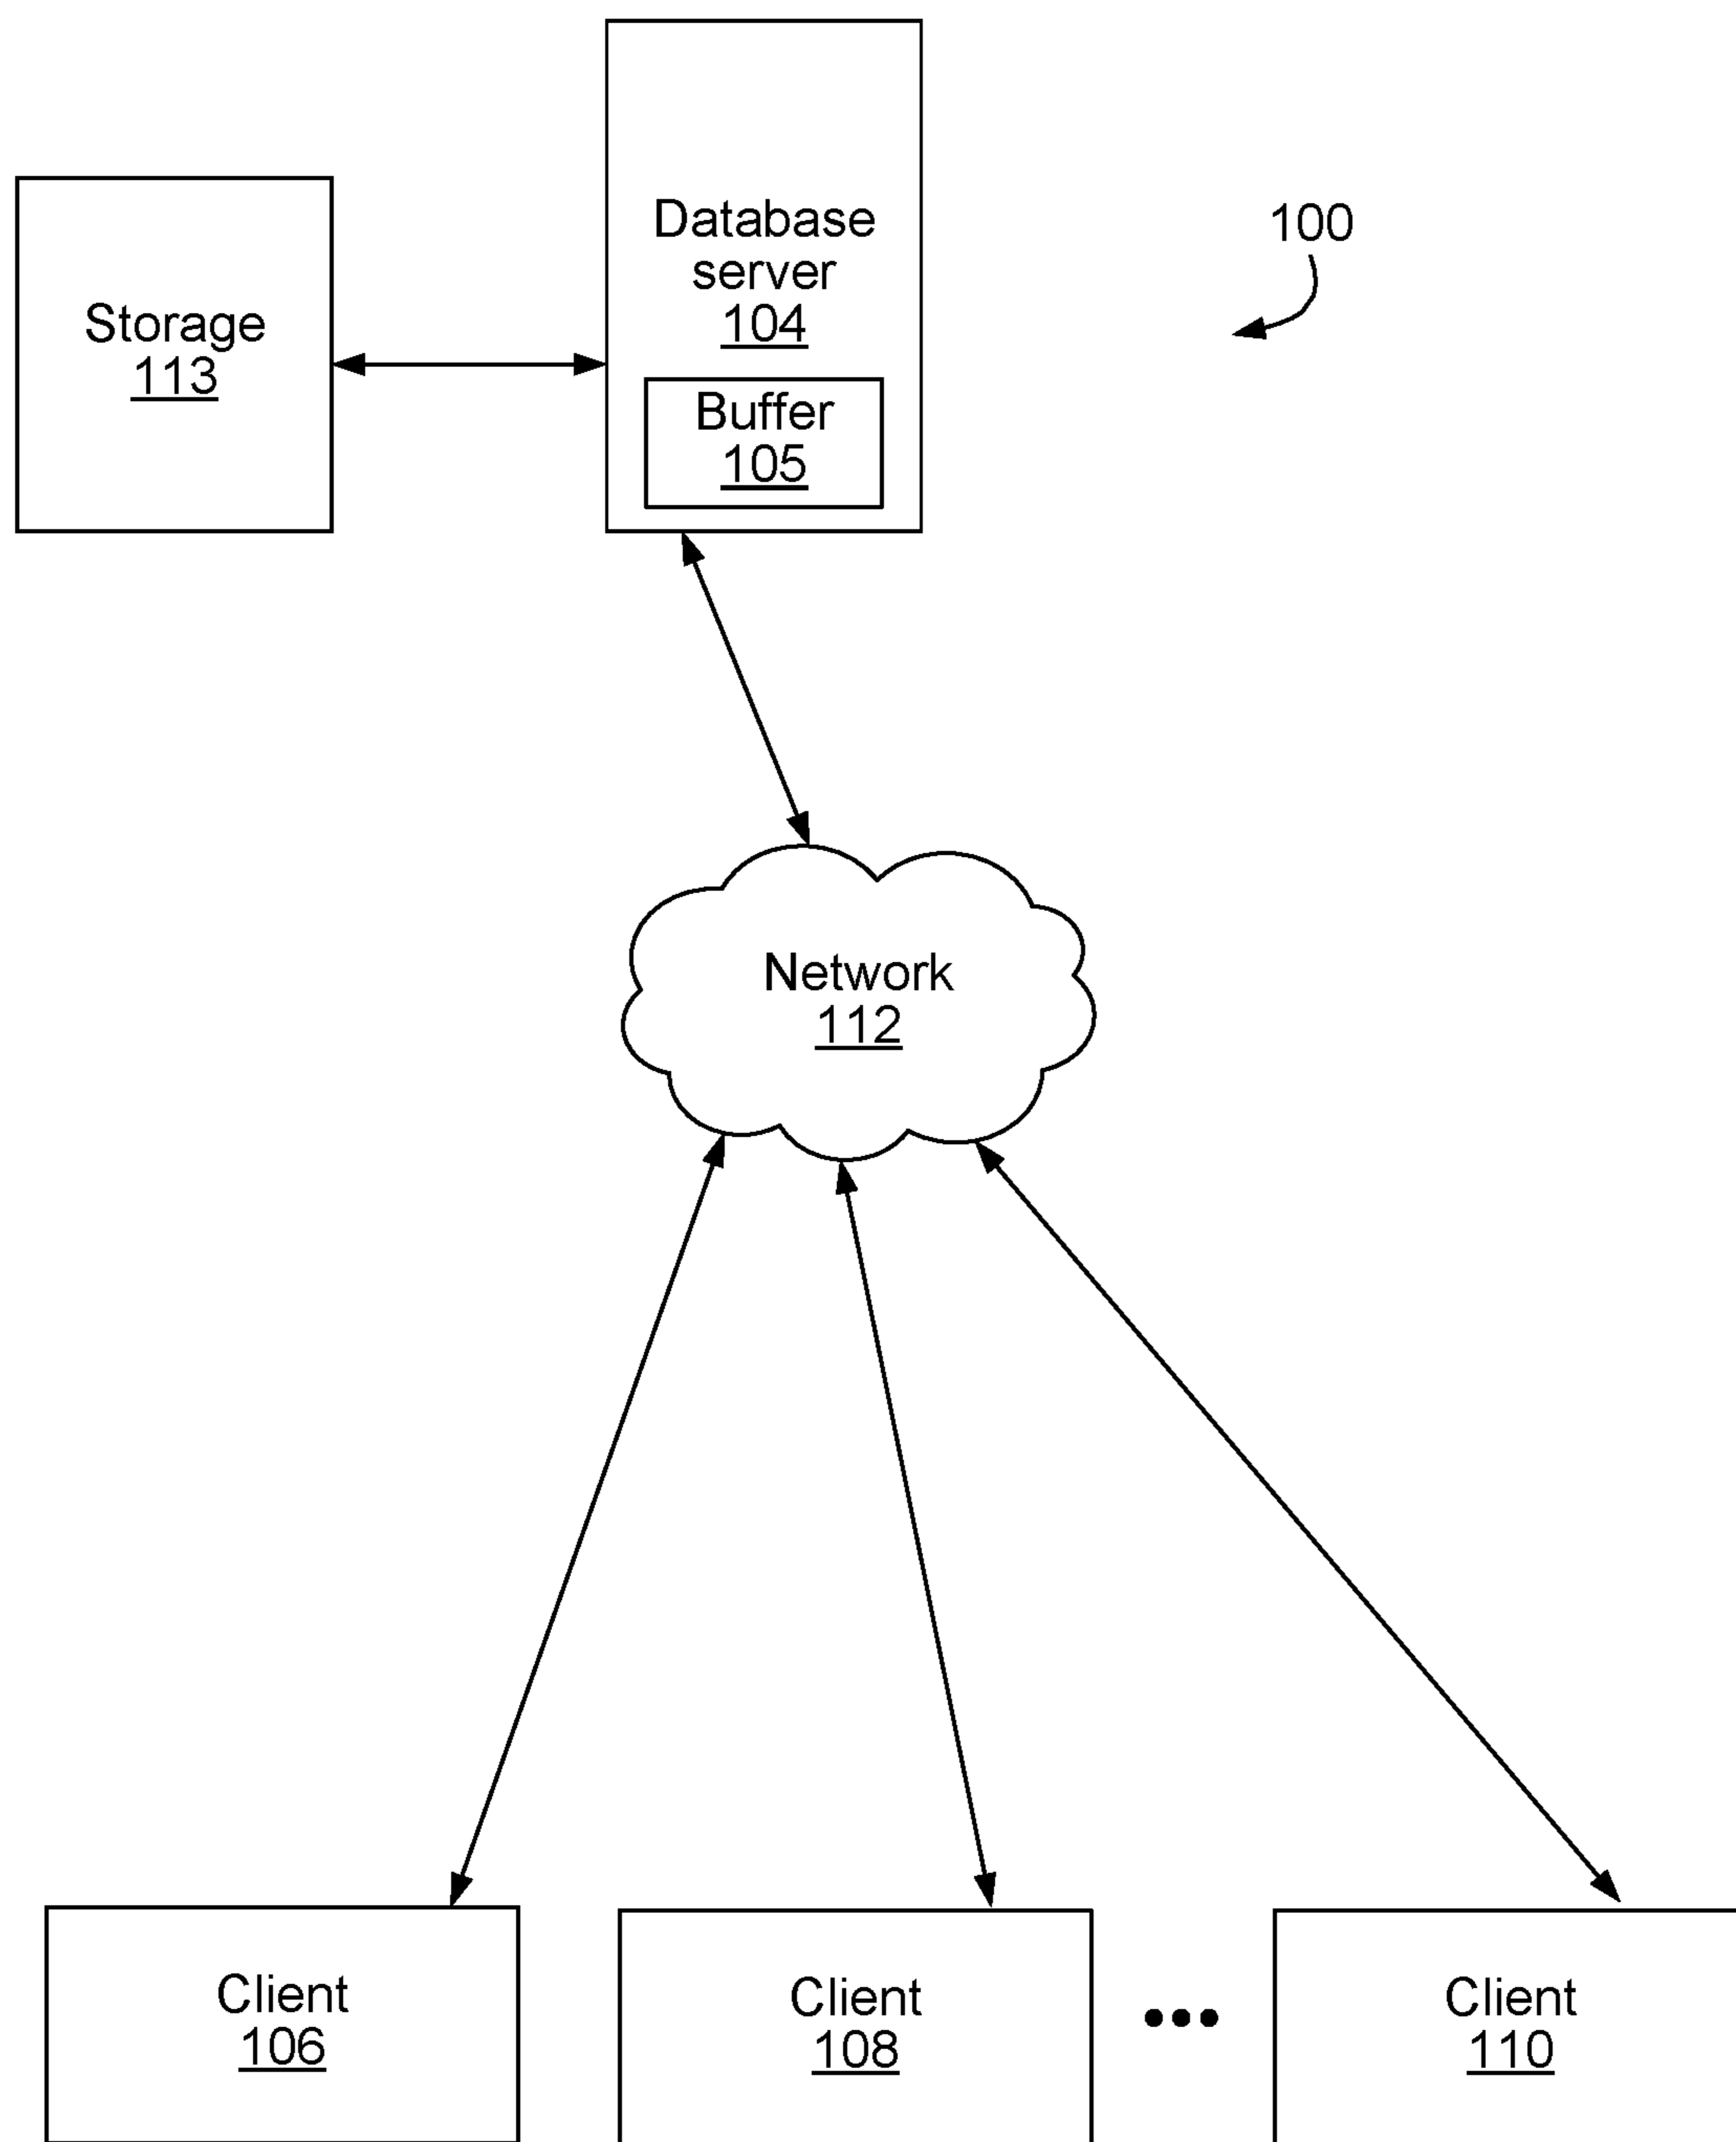 Database
server
104
100
Storage
113
Buffer
105
Network
112
Client
106
Client
108
Client
110